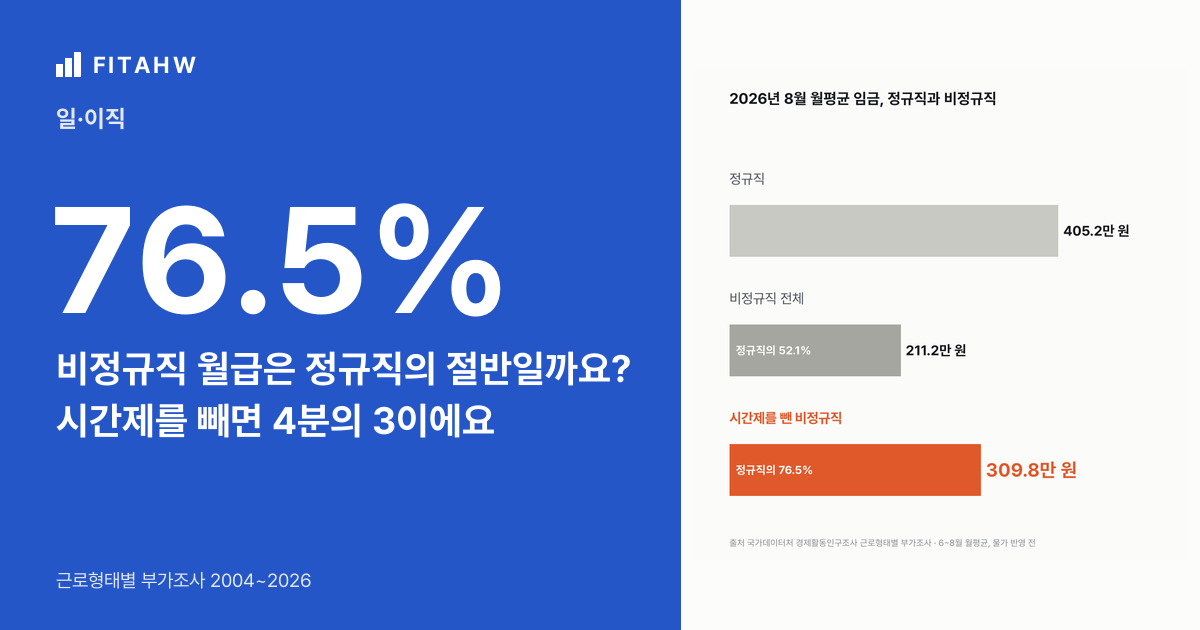 FITAHW
일·이직
76.5%
비정규직 월급은 정규직의 절반일까요?
시간제를 빼면 4분의 3이에요
근로형태별 부가조사 2004~2026
2026년 8월 월평균 임금, 정규직과 비정규직
정규직
405.2만 원
비정규직 전체
정규직의 52.1%
211.2만 원
시간제를 뺀 비정규직
정규직의 76.5%
309.8만 원
출처 국가데이터처 경제활동인구조사 근로형태별 부가조사 · 6~8월 월평균, 물가 반영 전